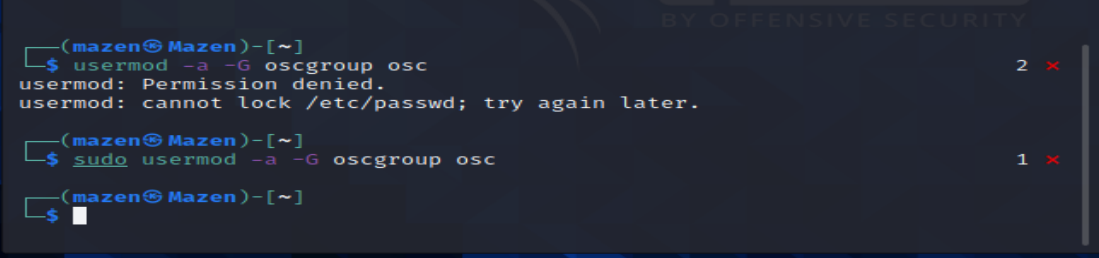 BY OFFENSIVE SECURITY
┌──(mazen㉿Mazen)-[~]
└─$ usermod -a -G oscgroup osc 2 ⨯
usermod: Permission denied.
usermod: cannot lock /etc/passwd; try again later.
┌──(mazen㉿Mazen)-[~]
└─$ sudo usermod -a -G oscgroup osc 1 ⨯
┌──(mazen㉿Mazen)-[~]
└─$